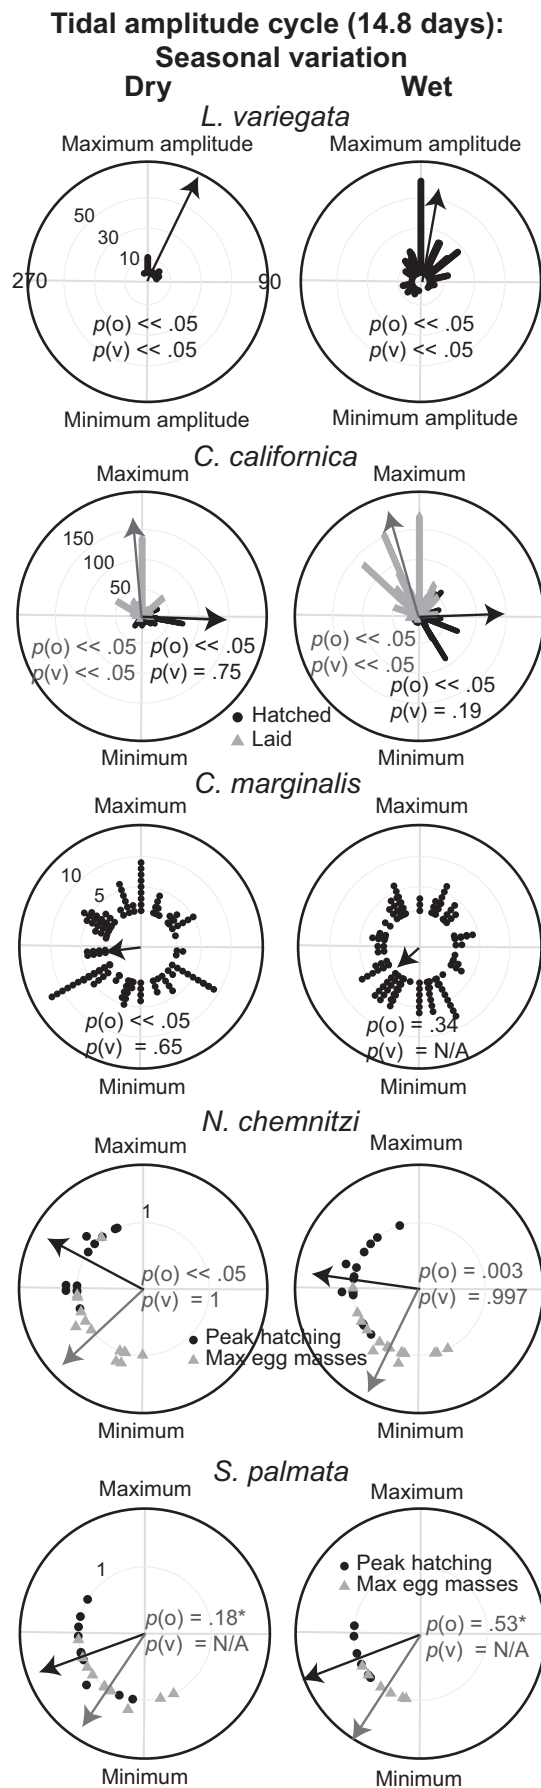 Tidal amplitude cycle (14.8 days):
Seasonal variation
Dry Wet
L. variegata
Maximum amplitude Maximum amplitude
50
30
10
270 90
p(o) << .05 p(o) << .05
p(v) << .05 p(v) << .05
Minimum amplitude Minimum amplitude
C. californica
Maximum Maximum
150
100
50
p(o) << .05 p(o) << .05 p(o) << .05
p(v) << .05 p(v) = .75 p(v) << .05
p(o) << .05
p(v) = .19
Hatched
Laid
Minimum Minimum
C. marginalis
Maximum Maximum
10
5
p(o) << .05 p(o) = .34
p(v) = .65 p(v) = N/A
Minimum Minimum
N. chemnitzi
Maximum Maximum
1
p(o) << .05 p(o) = .003
p(v) = 1 p(v) = .997
Peak hatching
Max egg masses
Minimum Minimum
S. palmata
Maximum Maximum
1
Peak hatching
Max egg masses
p(o) = .18* p(o) = .53*
p(v) = N/A p(v) = N/A
Minimum Minimum